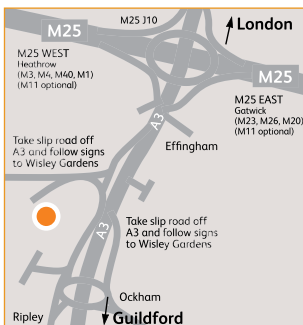 M25 J10
London
M25
M25 WEST
Heathrow
(M3, M4, M40, M1)
(M11 optional)
M25
M25 EAST
Gatwick
(M23, M26, M20)
(M11 optional)
A3
Effingham
Take slip road off
A3 and follow signs
to Wisley Gardens
Take slip road off
A3 and follow signs
to Wisley Gardens
A3
Ockham
Ripley
Guildford